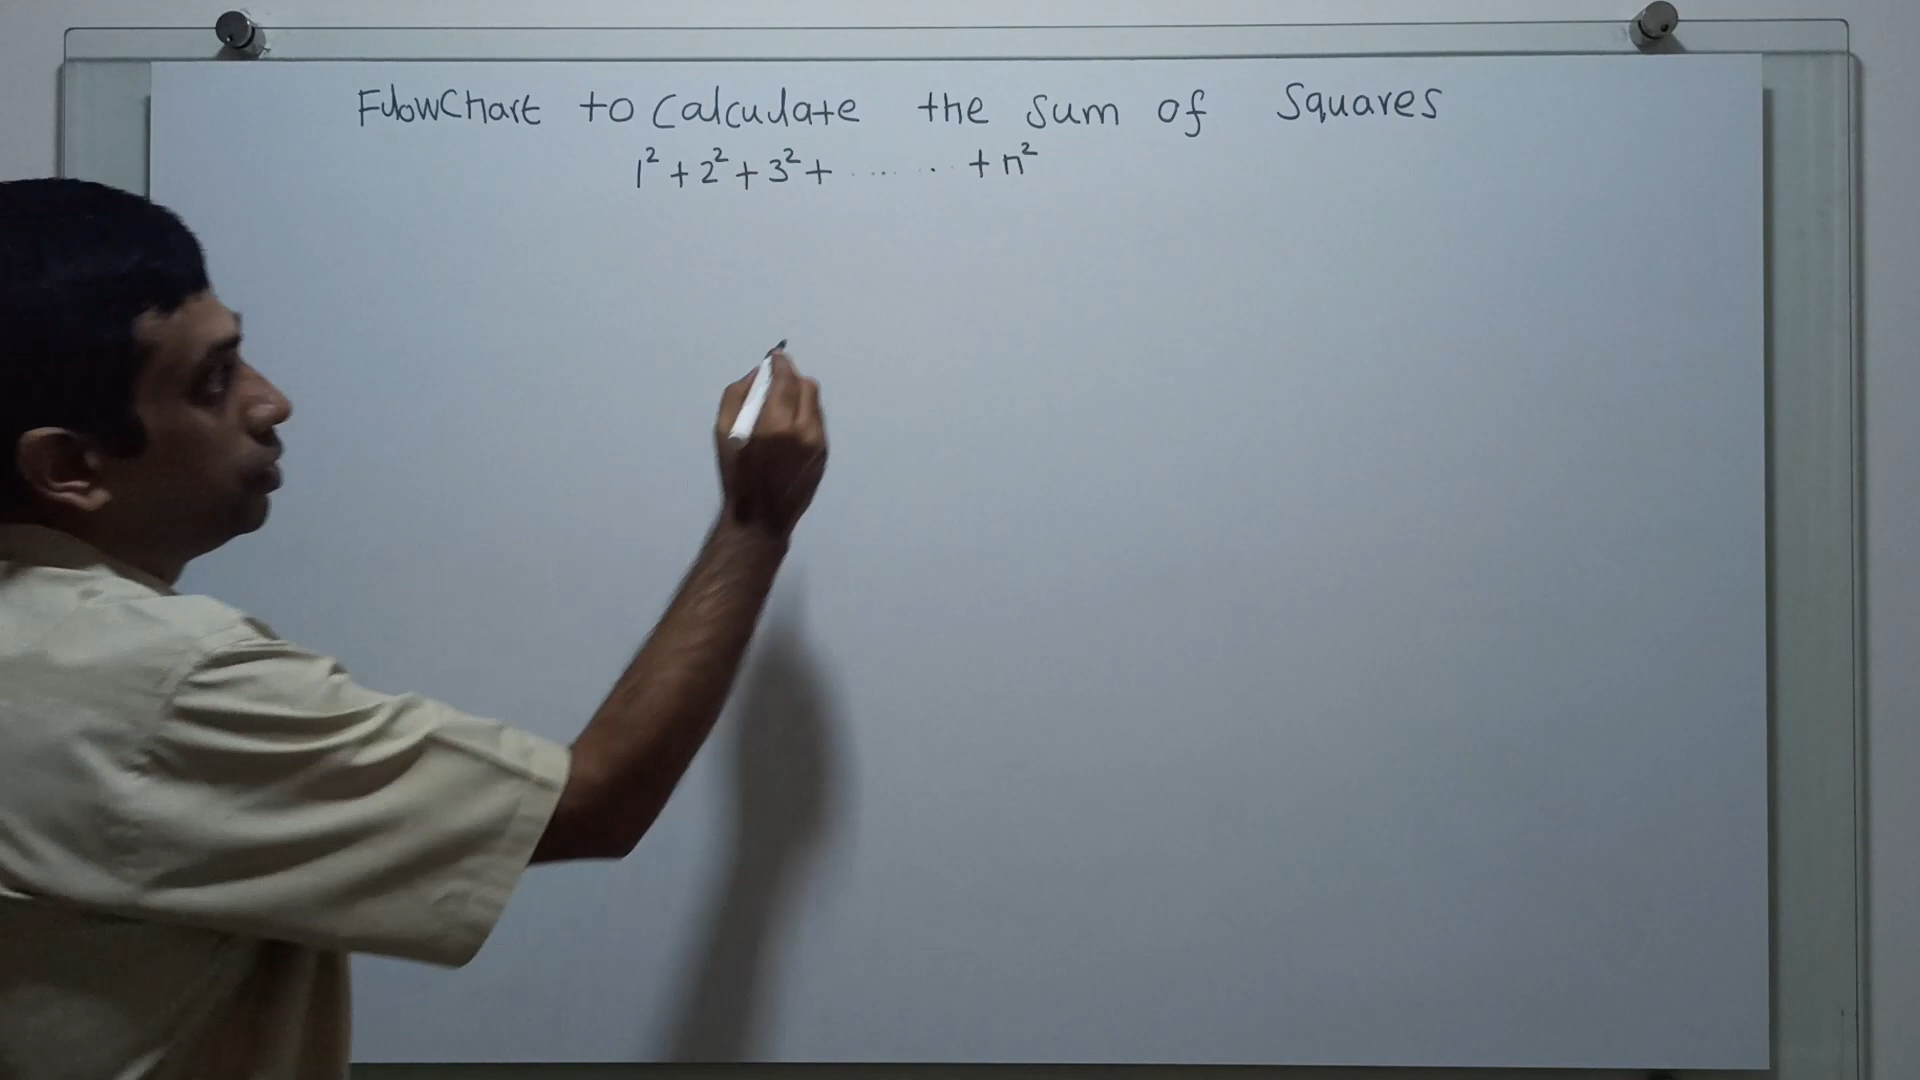 FlowChart to Calculate the Sum of Squares
1² + 2² + 3² + ....... + n²